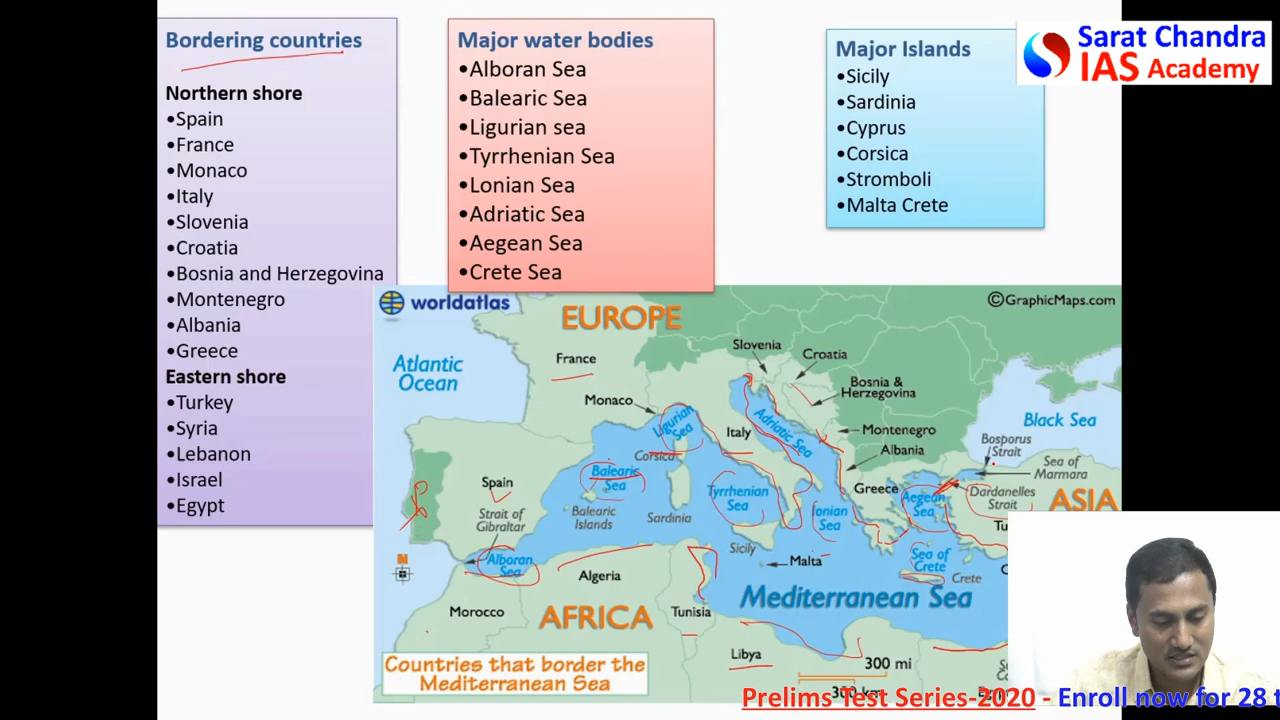 Bordering countries
Northern shore
•Spain
•France
•Monaco
•Italy
•Slovenia
•Croatia
•Bosnia and Herzegovina
•Montenegro
•Albania
•Greece
Eastern shore
•Turkey
•Syria
•Lebanon
•Israel
•Egypt
Major water bodies
•Alboran Sea
•Balearic Sea
•Ligurian sea
•Tyrrhenian Sea
•Lonian Sea
•Adriatic Sea
•Aegean Sea
•Crete Sea
Major Islands
•Sicily
•Sardinia
•Cyprus
•Corsica
•Stromboli
•Malta Crete
Sarat Chandra
IAS Academy
worldatlas
©GraphicMaps.com
EUROPE
Atlantic
Ocean
France
Slovenia
Croatia
Bosnia &
Herzegovina
Monaco
Ligurian
Sea
Italy
Adriatic Sea
Montenegro
Albania
Black Sea
Bosporus
Strait
Sea of
Marmara
Corsica
Balearic
Sea
Spain
Tyrrhenian
Sea
Greece
Aegean
Sea
Dardanelles
Strait
ASIA
Tu
Strait of
Gibraltar
Balearic
Islands
Sardinia
Ionian
Sea
N
Alboran
Sea
Sicily
Malta
Sea of
Crete
Crete
C
Algeria
Morocco
AFRICA
Tunisia
Mediterranean Sea
Libya
300 mi
300 km
Countries that border the
Mediterranean Sea
Prelims Test Series-2020 - Enroll now for 28 t